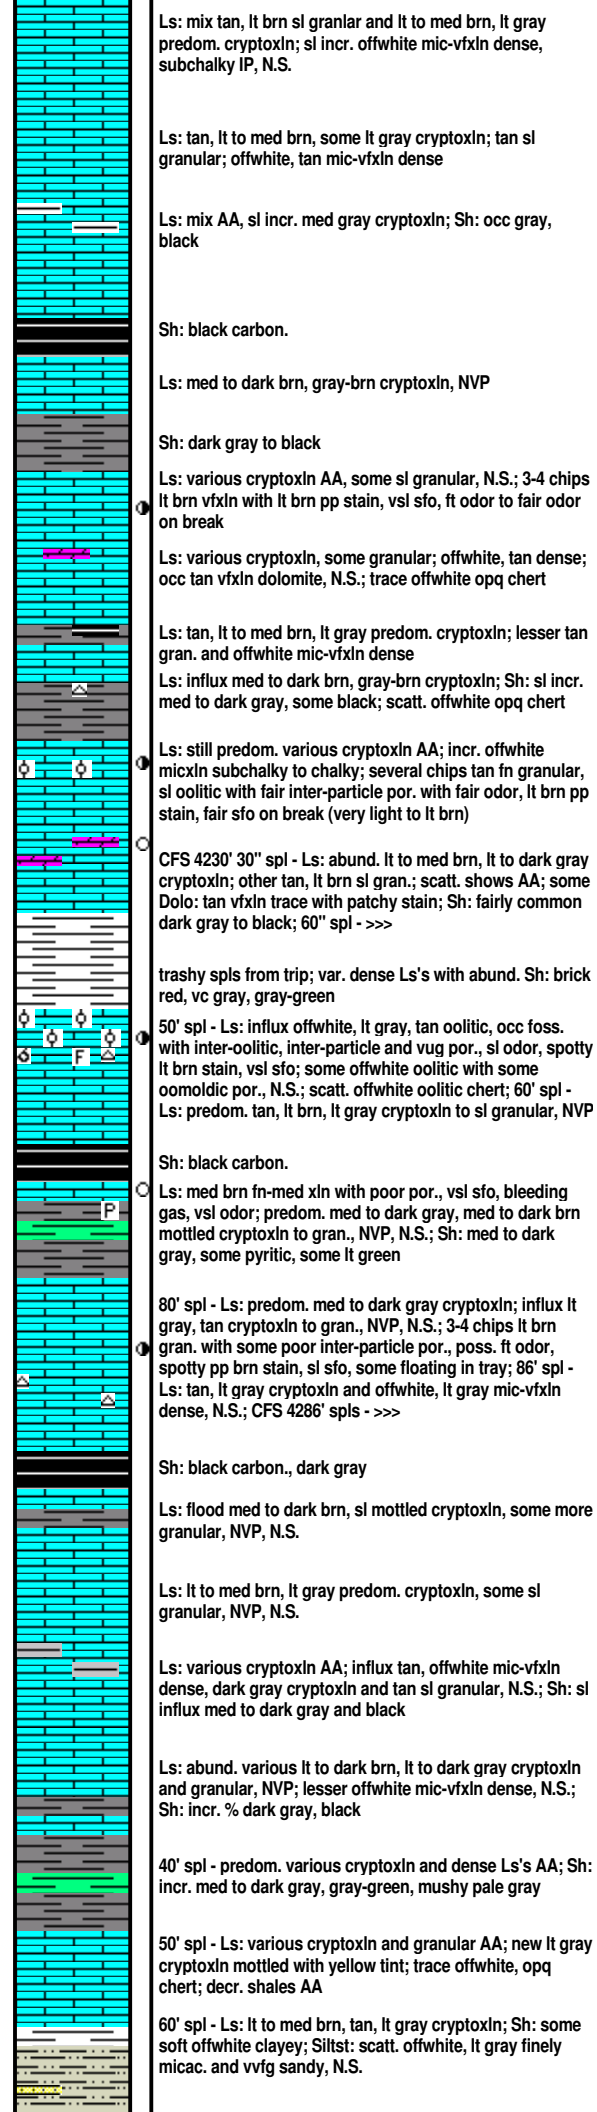 Ls: mix tan, lt brn sl granlar and lt to med brn, lt gray
predom. cryptoxln; sl incr. offwhite mic-vfxln dense,
subchalky IP, N.S.
Ls: tan, lt to med brn, some lt gray cryptoxln; tan sl
granular; offwhite, tan mic-vfxln dense
Ls: mix AA, sl incr. med gray cryptoxln; Sh: occ gray,
black
Sh: black carbon.
Ls: med to dark brn, gray-brn cryptoxln, NVP
Sh: dark gray to black
Ls: various cryptoxln AA, some sl granular, N.S.; 3-4 chips
lt brn vfxln with lt brn pp stain, vsl sfo, ft odor to fair odor
on break
Ls: various cryptoxln, some granular; offwhite, tan dense;
occ tan vfxln dolomite, N.S.; trace offwhite opq chert
Ls: tan, lt to med brn, lt gray predom. cryptoxln; lesser tan
gran. and offwhite mic-vfxln dense
Ls: influx med to dark brn, gray-brn cryptoxln; Sh: sl incr.
med to dark gray, some black; scatt. offwhite opq chert
Ls: still predom. various cryptoxln AA; incr. offwhite
micxln subchalky to chalky; several chips tan fn granular,
sl oolitic with fair inter-particle por. with fair odor, lt brn pp
stain, fair sfo on break (very light to lt brn)
CFS 4230' 30" spl - Ls: abund. lt to med brn, lt to dark gray
cryptoxln; other tan, lt brn sl gran.; scatt. shows AA; some
Dolo: tan vfxln trace with patchy stain; Sh: fairly common
dark gray to black; 60" spl - >>>
trashy spls from trip; var. dense Ls's with abund. Sh: brick
red, vc gray, gray-green
50' spl - Ls: influx offwhite, lt gray, tan oolitic, occ foss.
with inter-oolitic, inter-particle and vug por., sl odor, spotty
F
lt brn stain, vsl sfo; some offwhite oolitic with some
oomoldic por., N.S.; scatt. offwhite oolitic chert; 60' spl -
Ls: predom. tan, lt brn, lt gray cryptoxln to sl granular, NVP
Sh: black carbon.
Ls: med brn fn-med xln with poor por., vsl sfo, bleeding
P
gas, vsl odor; predom. med to dark gray, med to dark brn
mottled cryptoxln to gran., NVP, N.S.; Sh: med to dark
gray, some pyritic, some lt green
80' spl - Ls: predom. med to dark gray cryptoxln; influx lt
gray, tan cryptoxln to gran., NVP, N.S.; 3-4 chips lt brn
gran. with some poor inter-particle por., poss. ft odor,
spotty pp brn stain, sl sfo, some floating in tray; 86' spl -
Ls: tan, lt gray cryptoxln and offwhite, lt gray mic-vfxln
dense, N.S.; CFS 4286' spls - >>>
Sh: black carbon., dark gray
Ls: flood med to dark brn, sl mottled cryptoxln, some more
granular, NVP, N.S.
Ls: lt to med brn, lt gray predom. cryptoxln, some sl
granular, NVP, N.S.
Ls: various cryptoxln AA; influx tan, offwhite mic-vfxln
dense, dark gray cryptoxln and tan sl granular, N.S.; Sh: sl
influx med to dark gray and black
Ls: abund. various lt to dark brn, lt to dark gray cryptoxln
and granular, NVP; lesser offwhite mic-vfxln dense, N.S.;
Sh: incr. % dark gray, black
40' spl - predom. various cryptoxln and dense Ls's AA; Sh:
incr. med to dark gray, gray-green, mushy pale gray
50' spl - Ls: various cryptoxln and granular AA; new lt gray
cryptoxln mottled with yellow tint; trace offwhite, opq
chert; decr. shales AA
60' spl - Ls: lt to med brn, tan, lt gray cryptoxln; Sh: some
soft offwhite clayey; Siltst: scatt. offwhite, lt gray finely
micac. and vvfg sandy, N.S.